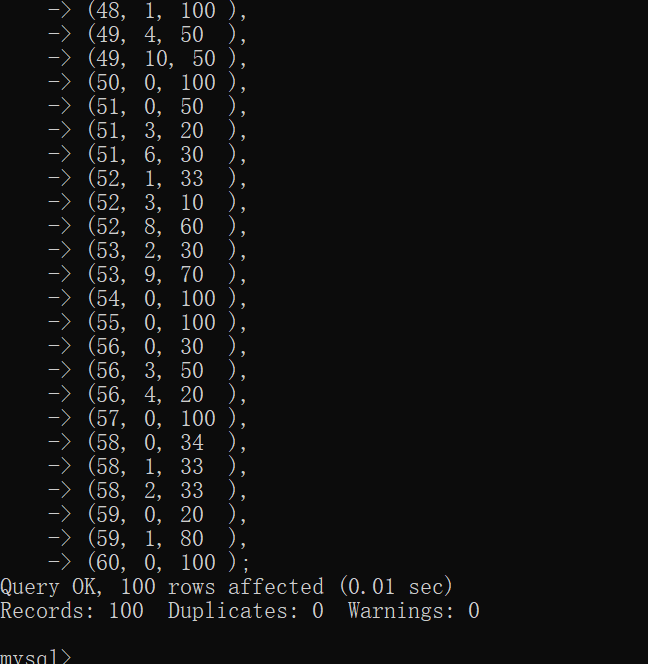 -> (48, 1, 100 ),
-> (49, 4, 50  ),
-> (49, 10, 50 ),
-> (50, 0, 100 ),
-> (51, 0, 50  ),
-> (51, 3, 20  ),
-> (51, 6, 30  ),
-> (52, 1, 33  ),
-> (52, 3, 10  ),
-> (52, 8, 60  ),
-> (53, 2, 30  ),
-> (53, 9, 70  ),
-> (54, 0, 100 ),
-> (55, 0, 100 ),
-> (56, 0, 30  ),
-> (56, 3, 50  ),
-> (56, 4, 20  ),
-> (57, 0, 100 ),
-> (58, 0, 34  ),
-> (58, 1, 33  ),
-> (58, 2, 33  ),
-> (59, 0, 20  ),
-> (59, 1, 80  ),
-> (60, 0, 100 );
Query OK, 100 rows affected (0.01 sec)
Records: 100  Duplicates: 0  Warnings: 0
mysql>